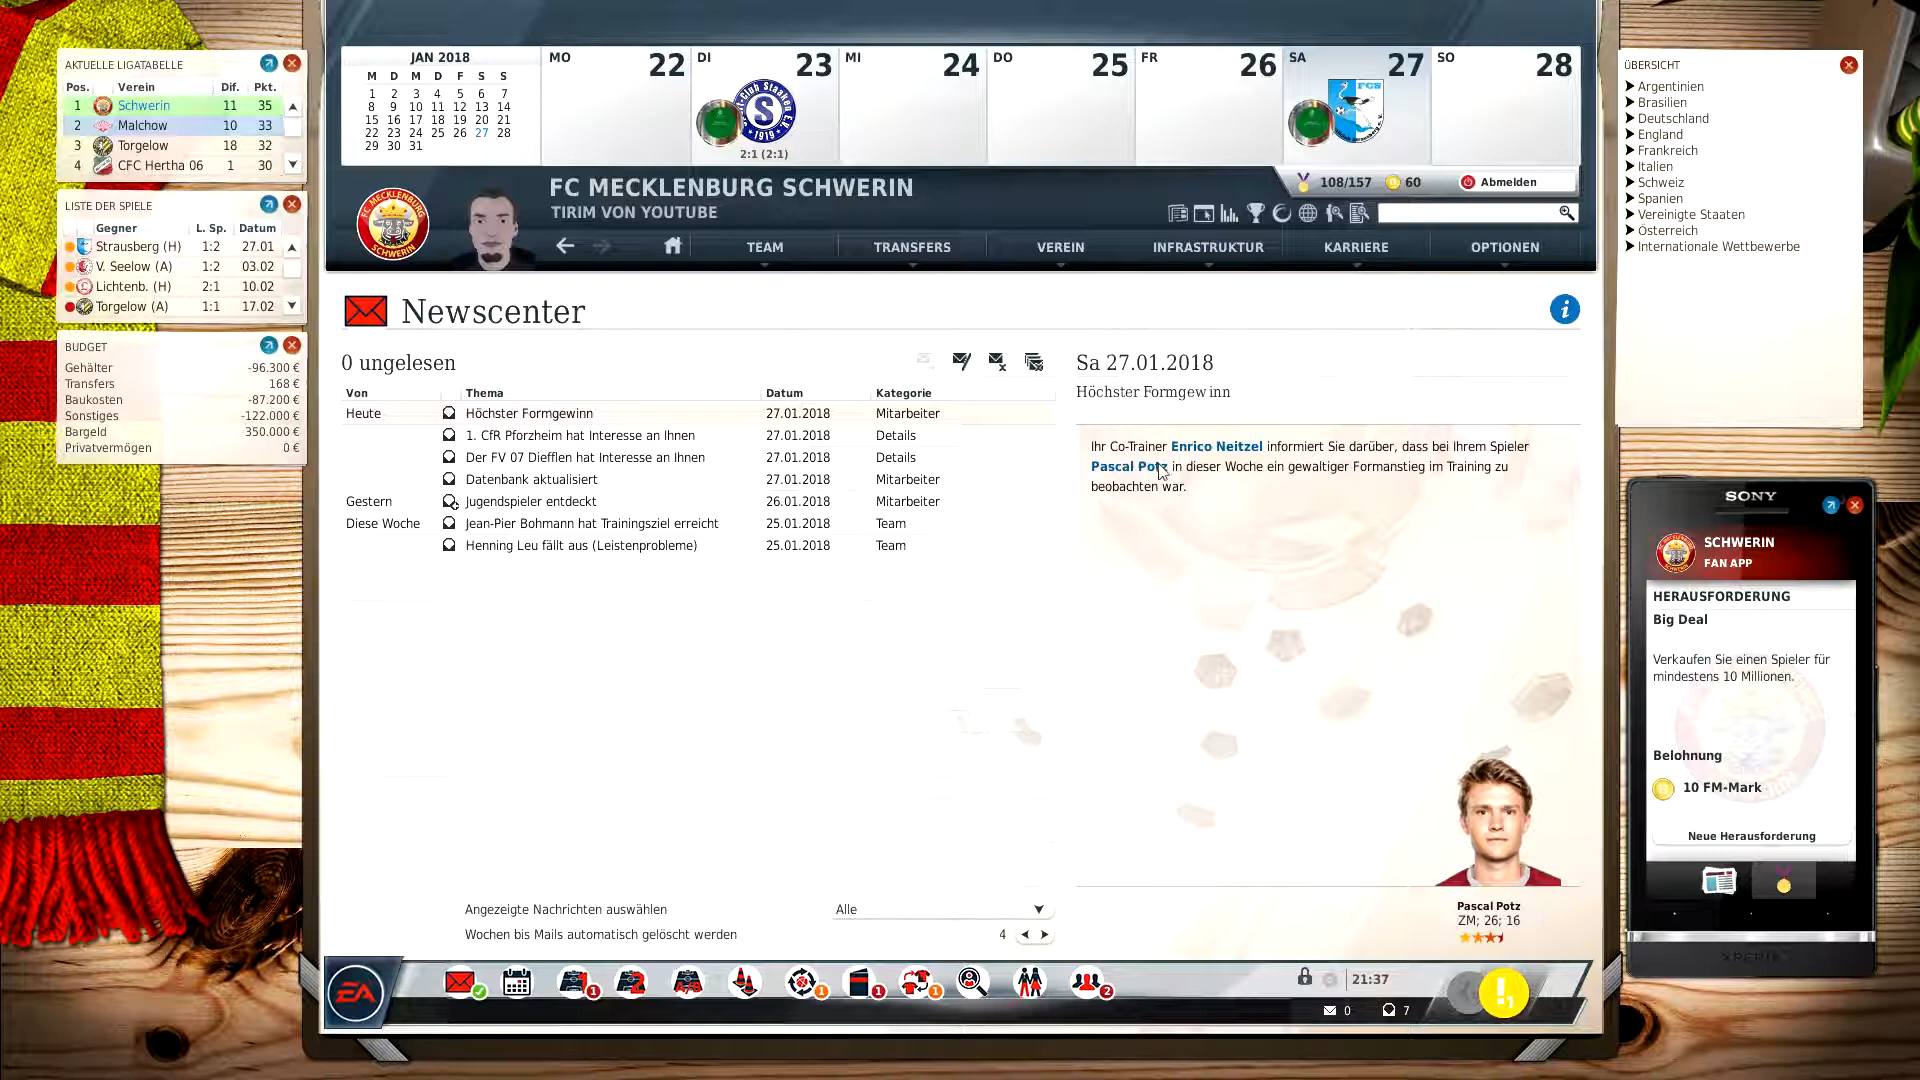 AKTUELLE LIGATABELLE
Pos. Verein Dif. Pkt.
1 Schwerin 11 35
2 Malchow 10 33
3 Torgelow 18 32
4 CFC Hertha 06 1 30
LISTE DER SPIELE
Gegner L. Sp. Datum
Strausberg (H) 1:2 27.01
V. Seelow (A) 1:2 03.02
Lichtenb. (H) 2:1 10.02
Torgelow (A) 1:1 17.02
BUDGET
Gehälter -96.300 €
Transfers 168 €
Baukosten -87.200 €
Sonstiges -122.000 €
Bargeld 350.000 €
Privatvermögen 0 €
JAN 2018
M D M D F S S
1 2 3 4 5 6 7
8 9 10 11 12 13 14
15 16 17 18 19 20 21
22 23 24 25 26 27 28
29 30 31
MO 22 DI 23 MI 24 DO 25 FR 26 SA 27 SO 28
2:1 (2:1)
FC MECKLENBURG SCHWERIN
TIRIM VON YOUTUBE
108/157 60 Abmelden
TEAM TRANSFERS VEREIN INFRASTRUKTUR KARRIERE OPTIONEN
Newscenter
0 ungelesen
Von Thema Datum Kategorie
Heute Höchster Formgewinn 27.01.2018 Mitarbeiter
1. CfR Pforzheim hat Interesse an Ihnen 27.01.2018 Details
Der FV 07 Diefflen hat Interesse an Ihnen 27.01.2018 Details
Datenbank aktualisiert 27.01.2018 Mitarbeiter
Gestern Jugendspieler entdeckt 26.01.2018 Mitarbeiter
Diese Woche Jean-Pier Bohmann hat Trainingsziel erreicht 25.01.2018 Team
Henning Leu fällt aus (Leistenprobleme) 25.01.2018 Team
Angezeigte Nachrichten auswählen Alle
Wochen bis Mails automatisch gelöscht werden 4
Sa 27.01.2018
Höchster Formgewinn
Ihr Co-Trainer Enrico Neitzel informiert Sie darüber, dass bei Ihrem Spieler
Pascal Potz in dieser Woche ein gewaltiger Formanstieg im Training zu
beobachten war.
Pascal Potz
ZM; 26; 16
EA
1 2 A/B 1 1 1 2
21:37
0 7
1
ÜBERSICHT
Argentinien
Brasilien
Deutschland
England
Frankreich
Italien
Schweiz
Spanien
Vereinigte Staaten
Österreich
Internationale Wettbewerbe
SONY
SCHWERIN
FAN APP
HERAUSFORDERUNG
Big Deal
Verkaufen Sie einen Spieler für
mindestens 10 Millionen.
Belohnung
10 FM-Mark
Neue Herausforderung
XPERIA